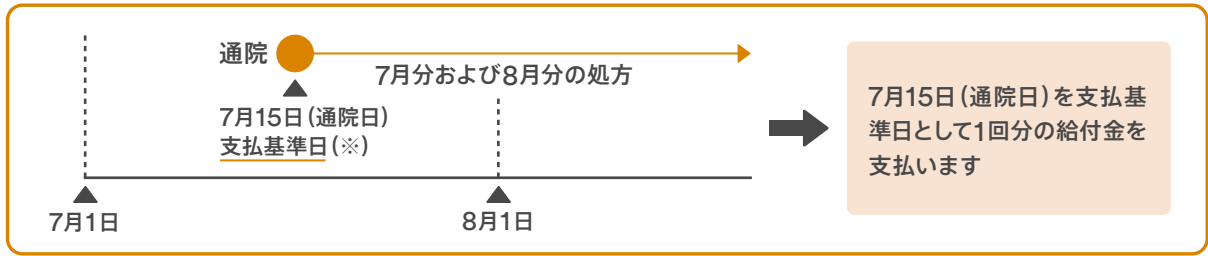 通院
7月分および8月分の処方
7月15日（通院日）
支払基準日（※）
7月1日
8月1日
7月15日（通院日）を支払基
準日として1回分の給付金を
支払います